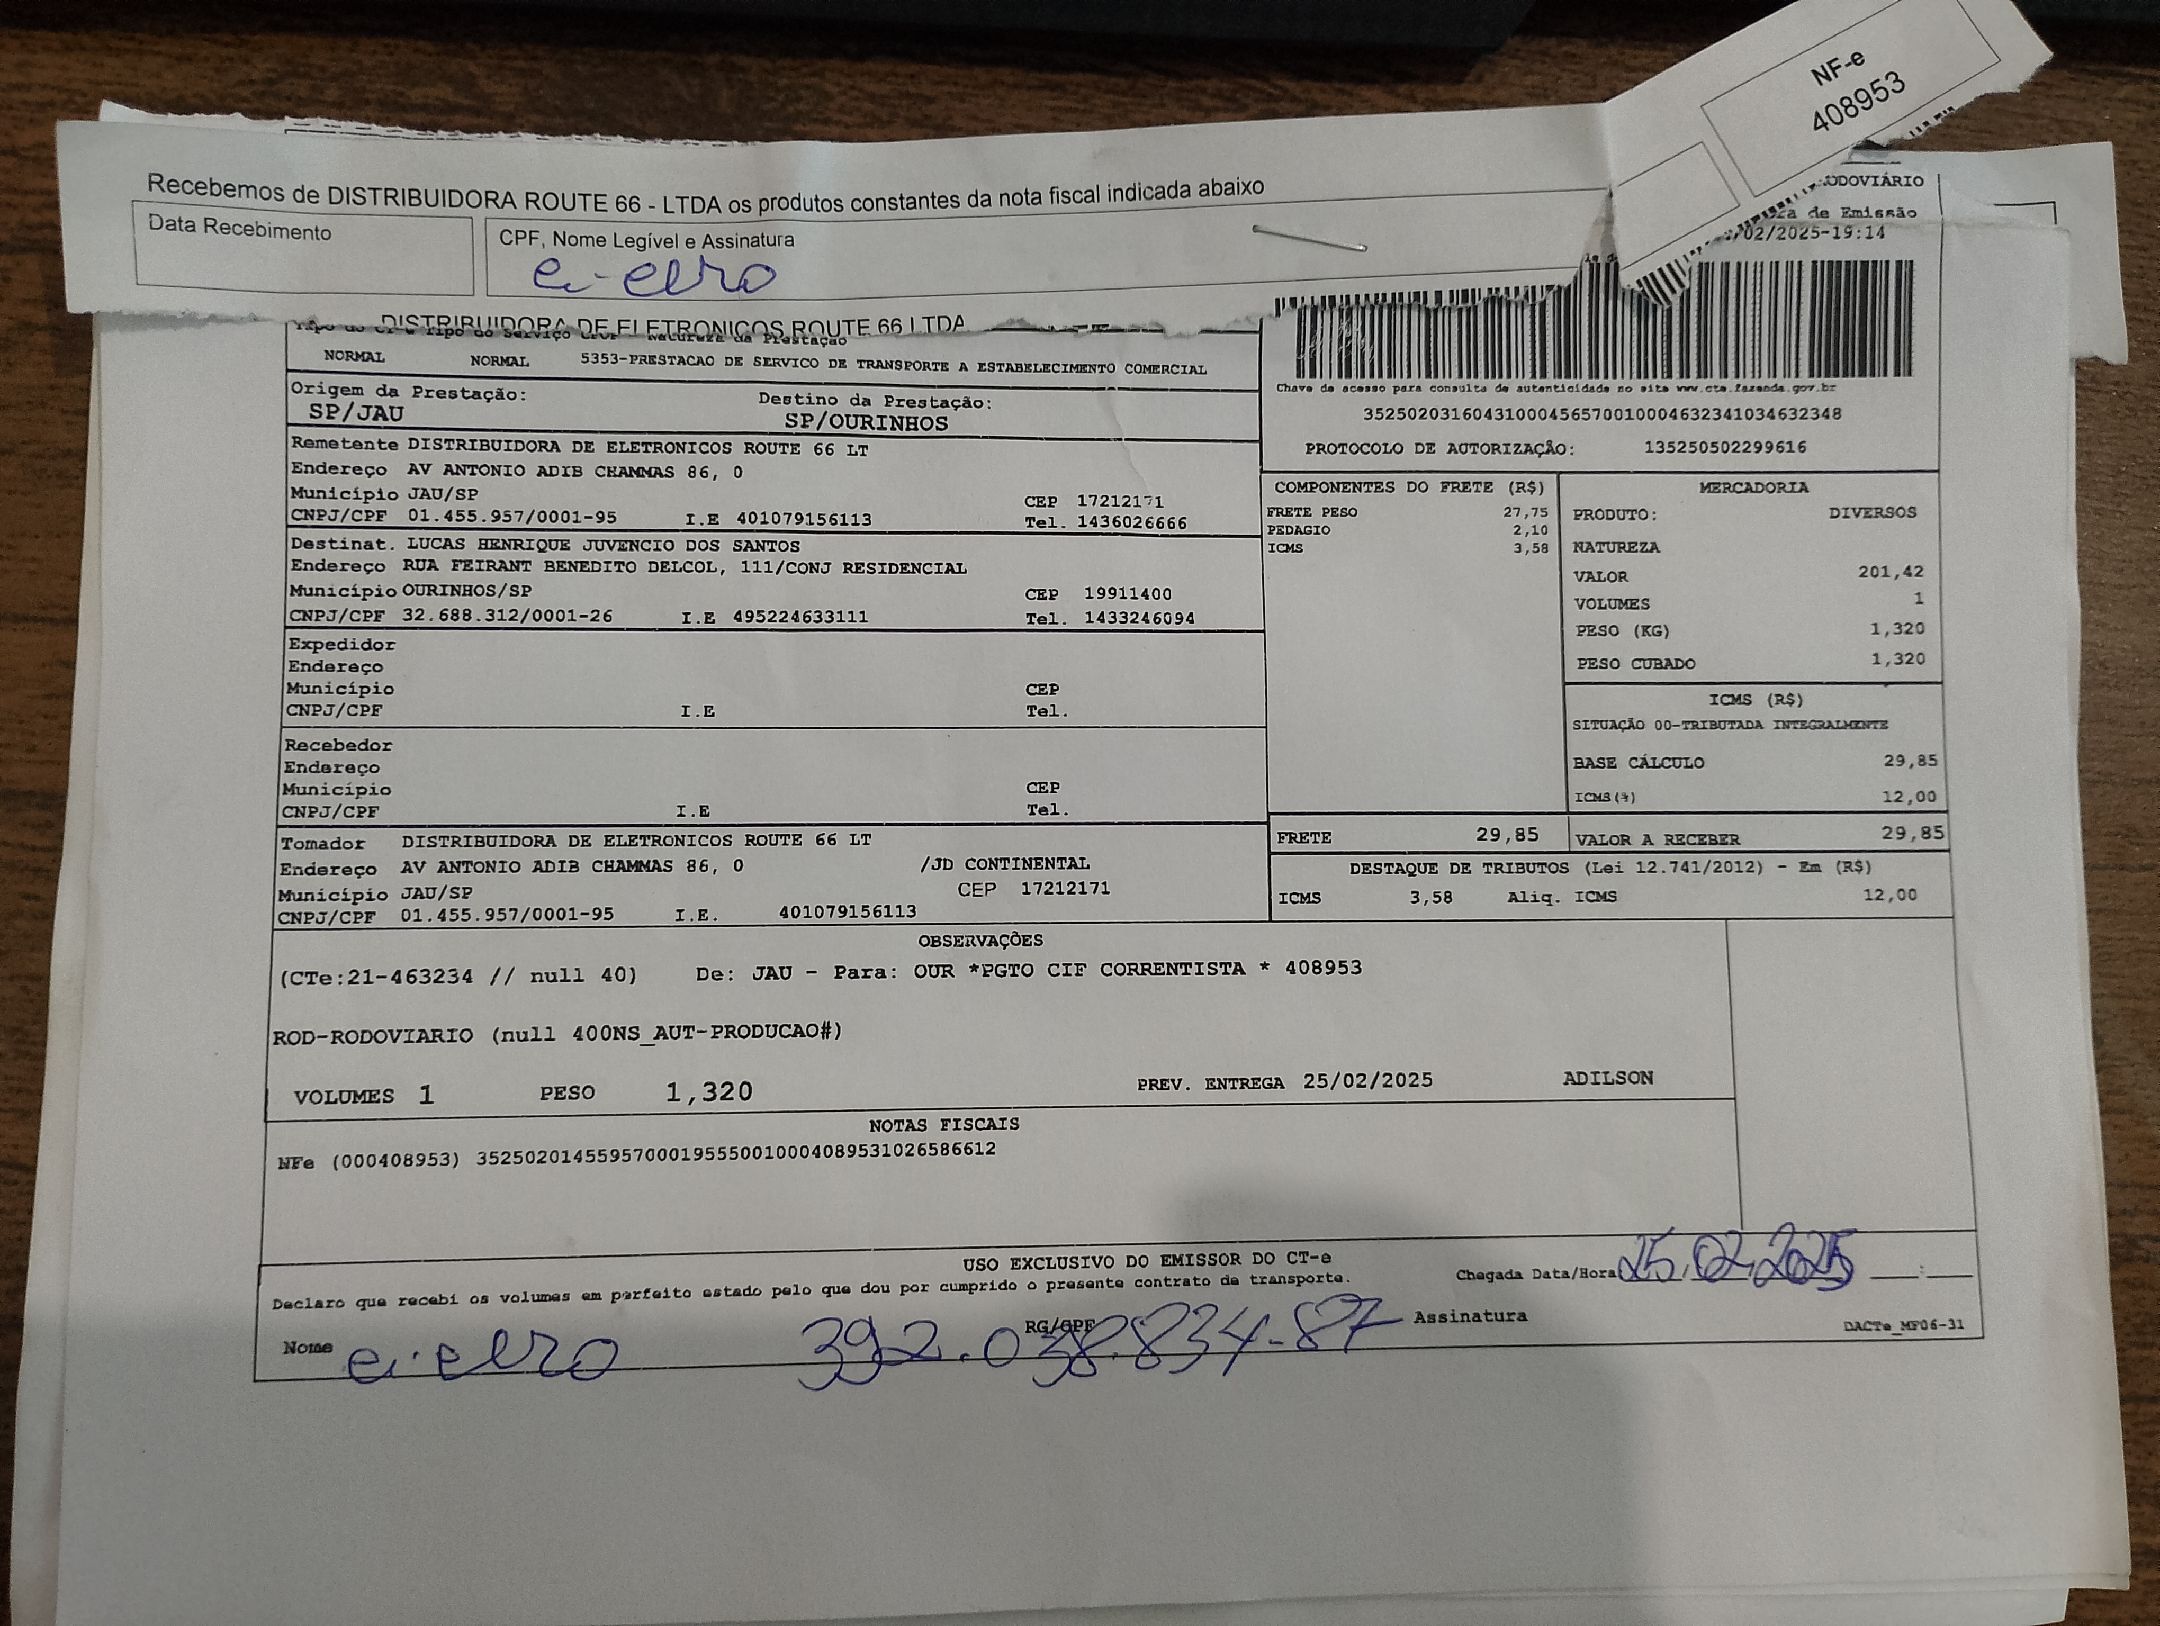 NF-e
408953
Recebemos de DISTRIBUIDORA ROUTE 66 - LTDA os produtos constantes da nota fiscal indicada abaixo
Data Recebimento
CPF, Nome Legível e Assinatura
DISTRIBUIDORA DE ELETRONICOS ROUTE 66 LTDA
RODOVIÁRIO
de Emissão
/02/2025-19:14
Natureza da Prestação
NORMAL NORMAL 5353-PRESTACAO DE SERVICO DE TRANSPORTE A ESTABELECIMENTO COMERCIAL
Origem da Prestação: Destino da Prestação:
SP/JAU SP/OURINHOS
Chave de acesso para consulta de autenticidade no site www.cte.fazenda.gov.br
35250203160431000456570010004632341034632348
PROTOCOLO DE AUTORIZAÇÃO: 135250502299616
Remetente DISTRIBUIDORA DE ELETRONICOS ROUTE 66 LT
Endereço AV ANTONIO ADIB CHAMMAS 86, 0
Município JAU/SP CEP 17212171
CNPJ/CPF 01.455.957/0001-95 I.E 401079156113 Tel. 1436026666
Destinat. LUCAS HENRIQUE JUVENCIO DOS SANTOS
Endereço RUA FEIRANT BENEDITO DELCOL, 111/CONJ RESIDENCIAL
Município OURINHOS/SP CEP 19911400
CNPJ/CPF 32.688.312/0001-26 I.E 495224633111 Tel. 1433246094
Expedidor
Endereço
Município CEP
CNPJ/CPF I.E Tel.
Recebedor
Endereço
Município CEP
CNPJ/CPF I.E Tel.
Tomador DISTRIBUIDORA DE ELETRONICOS ROUTE 66 LT
Endereço AV ANTONIO ADIB CHAMMAS 86, 0 /JD CONTINENTAL
Município JAU/SP CEP 17212171
CNPJ/CPF 01.455.957/0001-95 I.E. 401079156113
COMPONENTES DO FRETE (R$)
FRETE PESO 27,75
PEDAGIO 2,10
ICMS 3,58
MERCADORIA
PRODUTO: DIVERSOS
NATUREZA
VALOR 201,42
VOLUMES 1
PESO (KG) 1,320
PESO CUBADO 1,320
ICMS (R$)
SITUAÇÃO 00-TRIBUTADA INTEGRALMENTE
BASE CÁLCULO 29,85
ICMS(%) 12,00
FRETE 29,85 VALOR A RECEBER 29,85
DESTAQUE DE TRIBUTOS (Lei 12.741/2012) - Em (R$)
ICMS 3,58 Aliq. ICMS 12,00
OBSERVAÇÕES
(CTe:21-463234 // null 40) De: JAU - Para: OUR *PGTO CIF CORRENTISTA * 408953
ROD-RODOVIARIO (null 400NS_AUT-PRODUCAO#)
VOLUMES 1 PESO 1,320 PREV. ENTREGA 25/02/2025 ADILSON
NOTAS FISCAIS
NFe (000408953) 35250201455957000195550010004089531026586612
USO EXCLUSIVO DO EMISSOR DO CT-e
Declaro que recebi os volumes em perfeito estado pelo que dou por cumprido o presente contrato de transporte.
Chegada Data/Hora 25.02.2025 __:__
Nome RG/CPF 392.038.834-87 Assinatura
DACTe_MF06-31